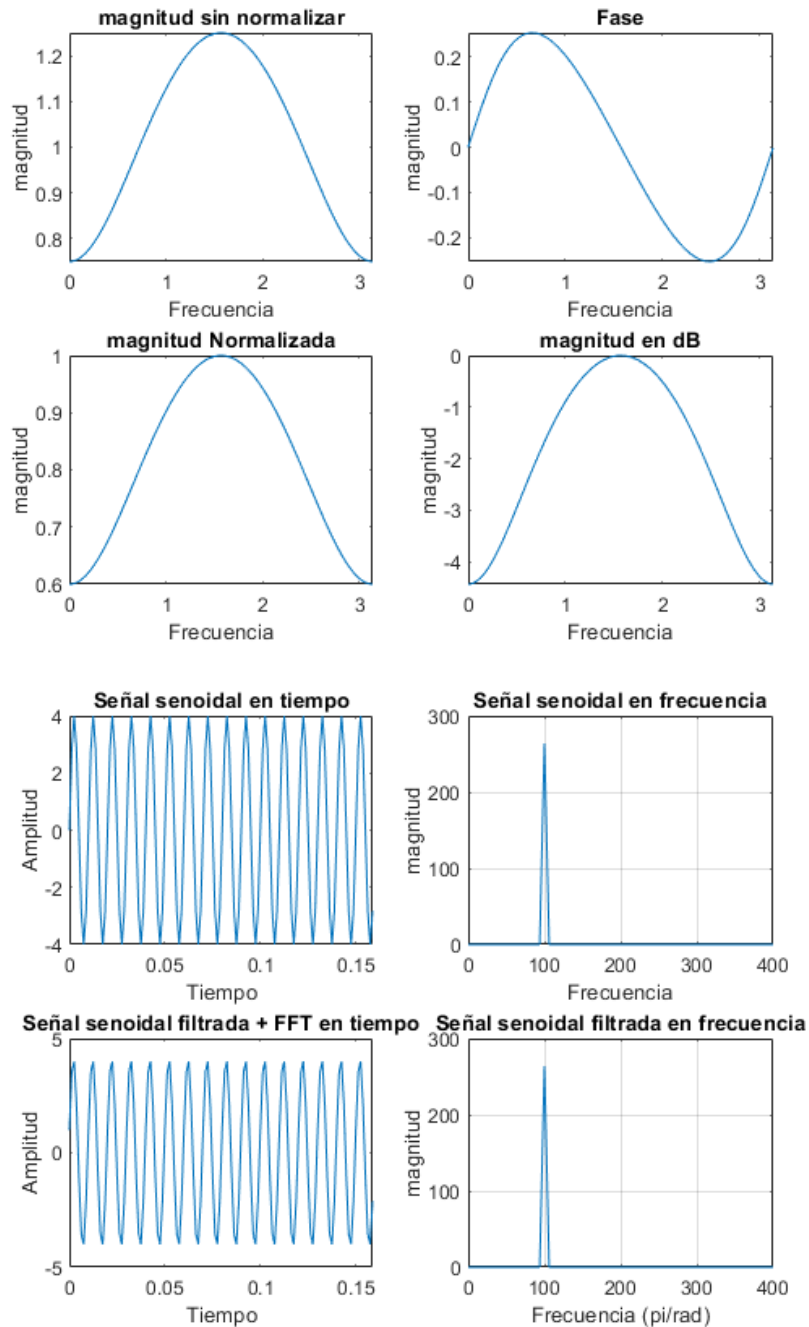 magnitud sin normalizar
1.25
1.2
1.1
1
0.9
0.8
magnitud
0 1 2 3
Frecuencia
Fase
0.2
0.1
0
-0.1
-0.2
magnitud
0 1 2 3
Frecuencia
magnitud Normalizada
1
0.9
0.8
0.7
0.6
magnitud
0 1 2 3
Frecuencia
magnitud en dB
0
-1
-2
-3
-4
magnitud
0 1 2 3
Frecuencia
Señal senoidal en tiempo
4
2
0
-2
-4
Amplitud
0 0.05 0.1 0.15
Tiempo
Señal senoidal en frecuencia
300
200
100
0
magnitud
0 100 200 300 400
Frecuencia
Señal senoidal filtrada + FFT en tiempo
5
0
-5
Amplitud
0 0.05 0.1 0.15
Tiempo
Señal senoidal filtrada en frecuencia
300
200
100
0
magnitud
0 100 200 300 400
Frecuencia (pi/rad)